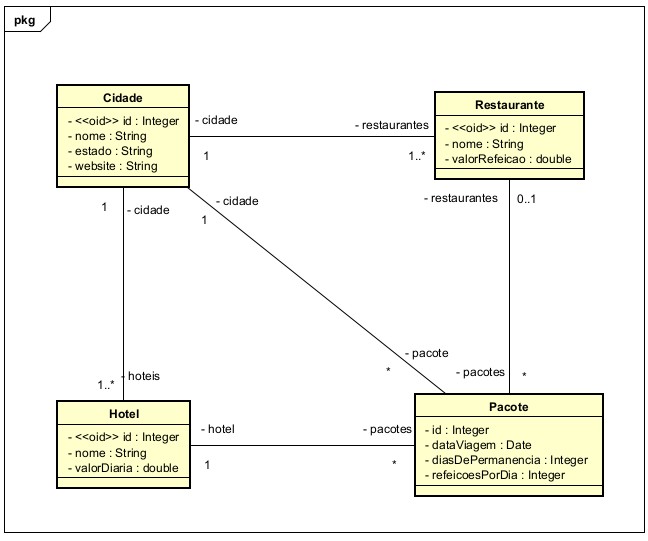 pkg
Cidade
- <<oid>> id : Integer
- nome : String
- estado : String
- website : String
- cidade
1
- restaurantes
1..*
Restaurante
- <<oid>> id : Integer
- nome : String
- valorRefeicao : double
1
- cidade
- cidade
1
- restaurantes
0..1
- hoteis
1..*
- pacote
*
- pacotes
*
Hotel
- <<oid>> id : Integer
- nome : String
- valorDiaria : double
- hotel
1
- pacotes
*
Pacote
- id : Integer
- dataViagem : Date
- diasDePermanencia : Integer
- refeicoesPorDia : Integer